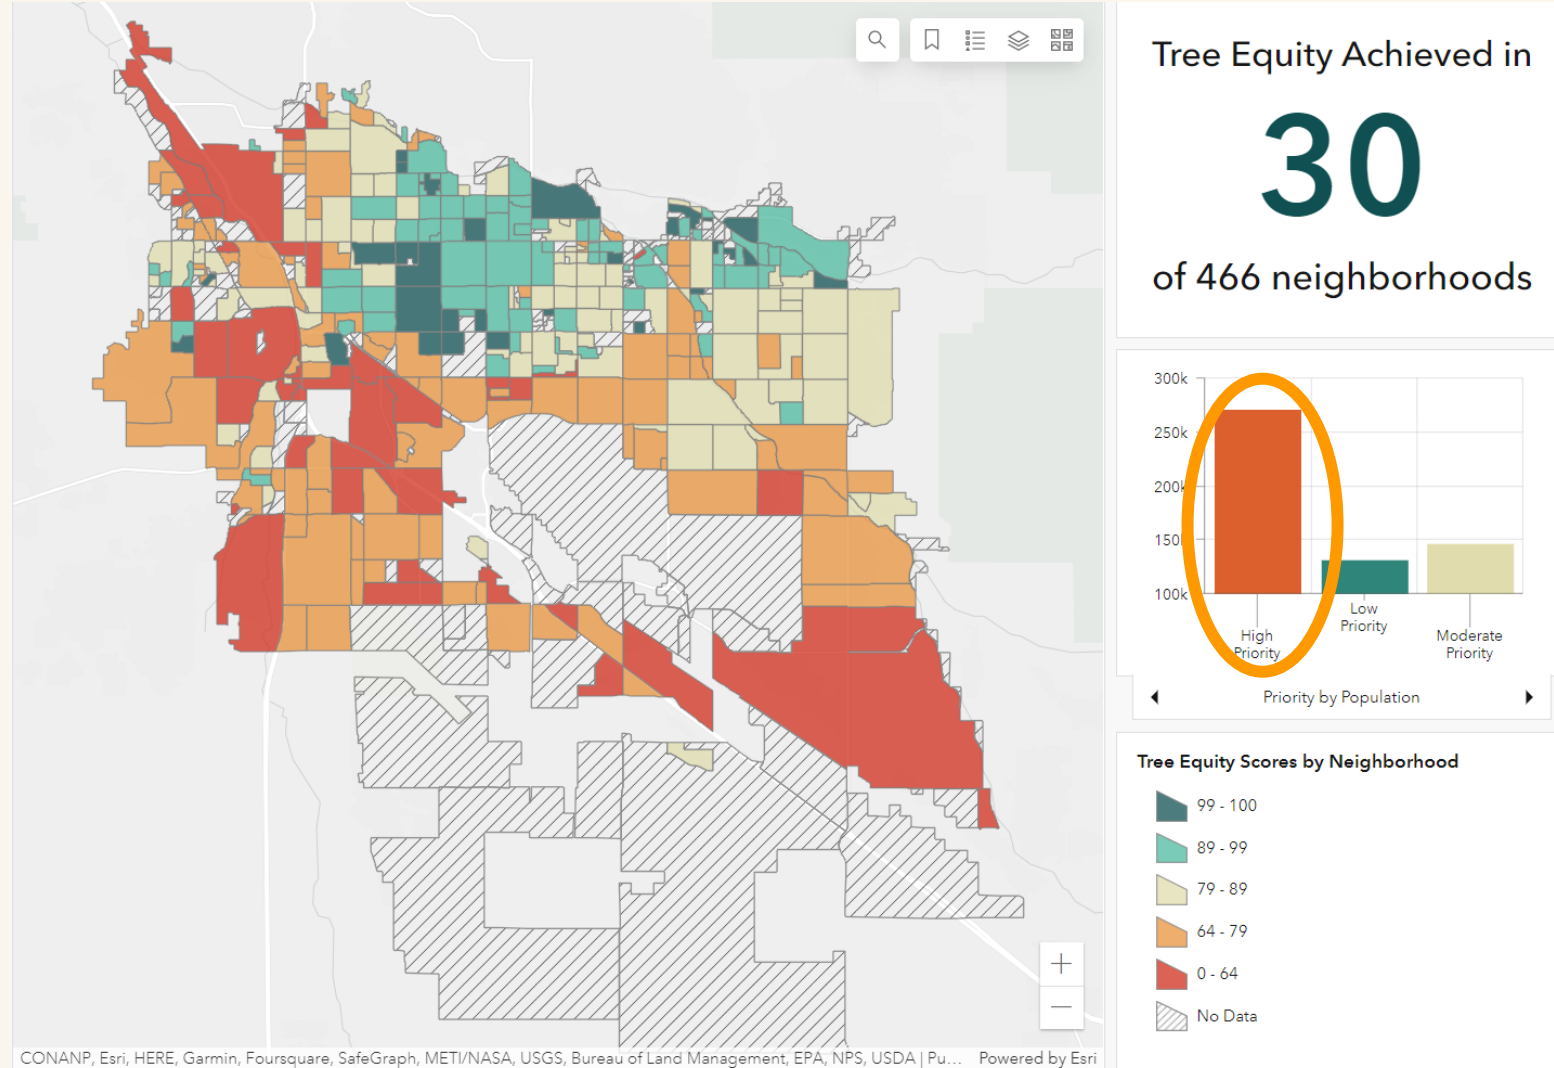 Tree Equity Achieved in
30
of 466 neighborhoods
300k
250k
200k
150k
100k
High
Priority
Low
Priority
Moderate
Priority
Priority by Population
Tree Equity Scores by Neighborhood
99 - 100
89 - 99
79 - 89
64 - 79
0 - 64
No Data
CONANP, Esri, HERE, Garmin, Foursquare, SafeGraph, METI/NASA, USGS, Bureau of Land Management, EPA, NPS, USDA | Pu... Powered by Esri